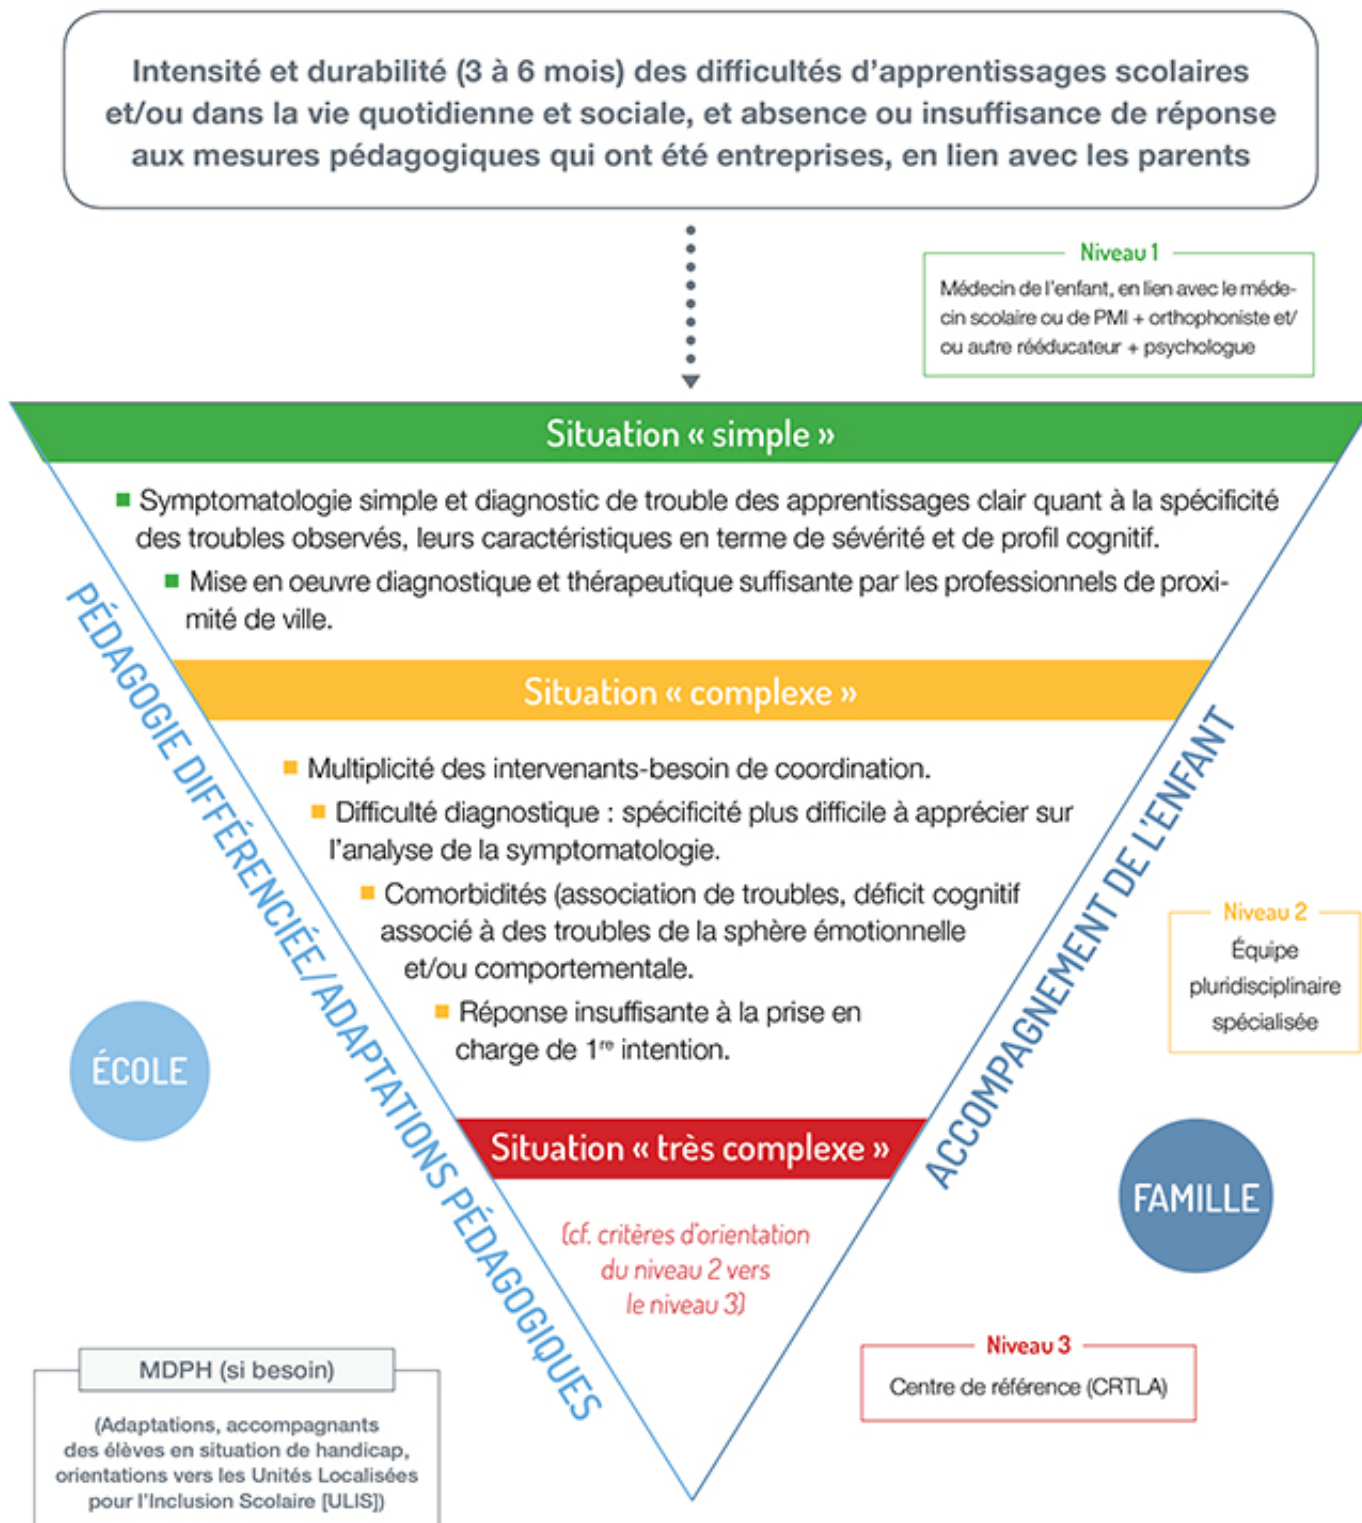 Intensité et durabilité (3 à 6 mois) des difficultés d'apprentissages scolaires
et/ou dans la vie quotidienne et sociale, et absence ou insuffisance de réponse
aux mesures pédagogiques qui ont été entreprises, en lien avec les parents
Niveau 1
Médecin de l'enfant, en lien avec le méde-
cin scolaire ou de PMI + orthophoniste et/
ou autre rééducateur + psychologue
Situation « simple »
■ Symptomatologie simple et diagnostic de trouble des apprentissages clair quant à la spécificité
des troubles observés, leurs caractéristiques en terme de sévérité et de profil cognitif.
■ Mise en oeuvre diagnostique et thérapeutique suffisante par les professionnels de proxi-
mité de ville.
Situation « complexe »
■ Multiplicité des intervenants-besoin de coordination.
■ Difficulté diagnostique : spécificité plus difficile à apprécier sur
l'analyse de la symptomatologie.
■ Comorbidités (association de troubles, déficit cognitif
associé à des troubles de la sphère émotionnelle
et/ou comportementale.
■ Réponse insuffisante à la prise en
charge de 1re intention.
PÉDAGOGIE DIFFÉRENCIÉE/ADAPTATIONS PÉDAGOGIQUES
ACCOMPAGNEMENT DE L'ENFANT
Niveau 2
Équipe
pluridisciplinaire
spécialisée
ÉCOLE
FAMILLE
Situation « très complexe »
(cf. critères d'orientation
du niveau 2 vers
le niveau 3)
Niveau 3
Centre de référence (CRTLA)
MDPH (si besoin)
(Adaptations, accompagnants
des élèves en situation de handicap,
orientations vers les Unités Localisées
pour l'Inclusion Scolaire [ULIS])